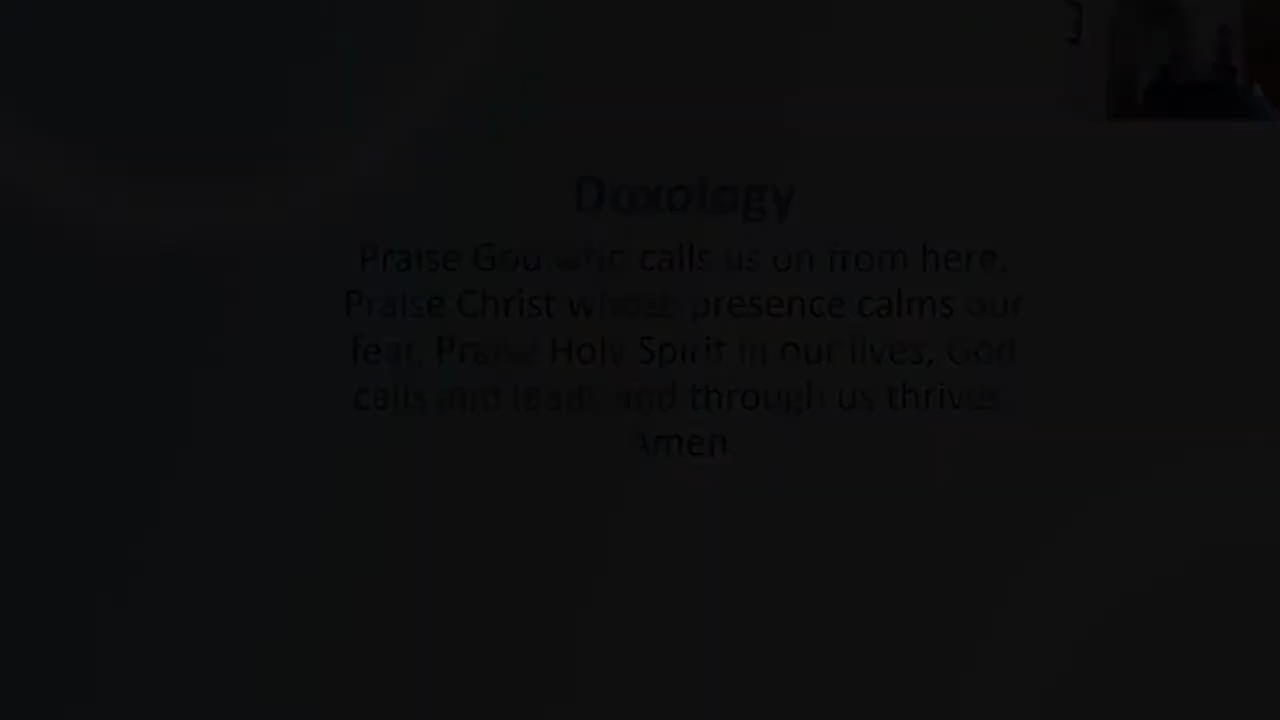 Doxology
Praise God who calls us on from here.
Praise Christ whose presence calms our
fear. Praise Holy Spirit in our lives, God
calls and leads and through us thrives.
Amen